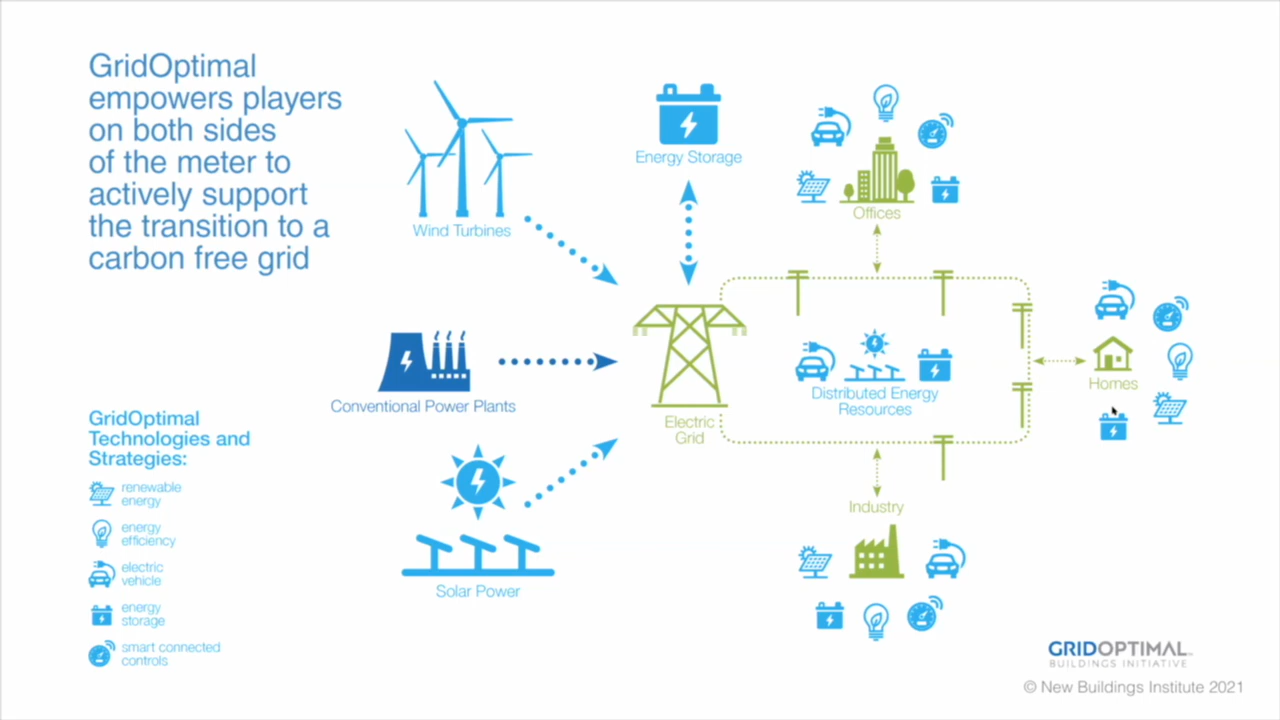 GridOptimal
empowers players
on both sides
of the meter to
actively support
the transition to a
carbon free grid
Wind Turbines
Energy Storage
Offices
Conventional Power Plants
Electric
Grid
Distributed Energy
Resources
Homes
Solar Power
Industry
GridOptimal
Technologies and
Strategies:
renewable
energy
energy
efficiency
electric
vehicle
energy
storage
smart connected
controls
GRIDOPTIMAL
BUILDINGS INITIATIVE
© New Buildings Institute 2021